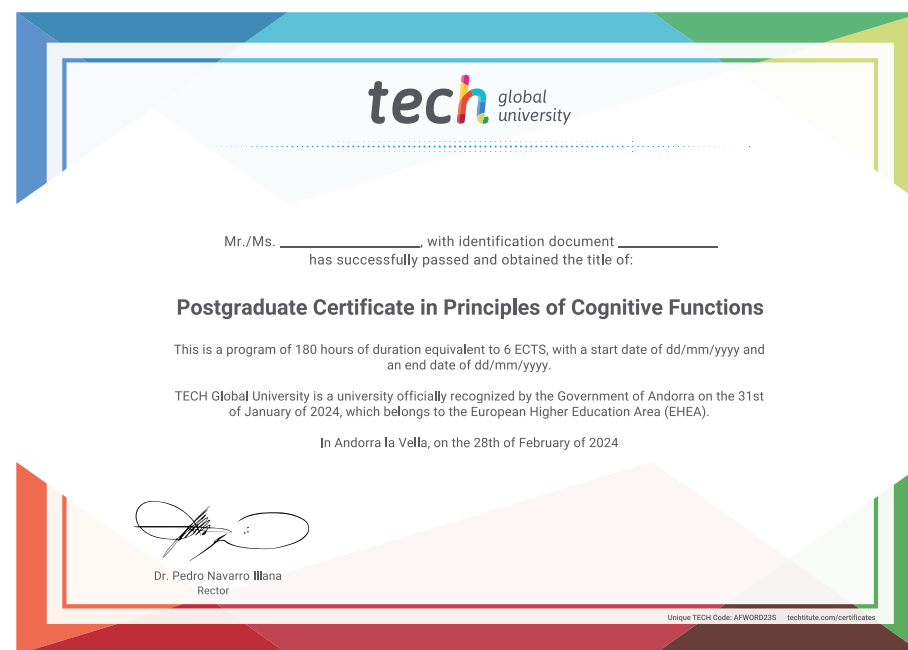 tech global university
Mr./Ms. ____________, with identification document ____________
has successfully passed and obtained the title of:
Postgraduate Certificate in Principles of Cognitive Functions
This is a program of 180 hours of duration equivalent to 6 ECTS, with a start date of dd/mm/yyyy and
an end date of dd/mm/yyyy.
TECH Global University is a university officially recognized by the Government of Andorra on the 31st
of January of 2024, which belongs to the European Higher Education Area (EHEA).
In Andorra la Vella, on the 28th of February of 2024
Dr. Pedro Navarro Illana
Rector
Unique TECH Code: AFWORD23S techtitute.com/certificates